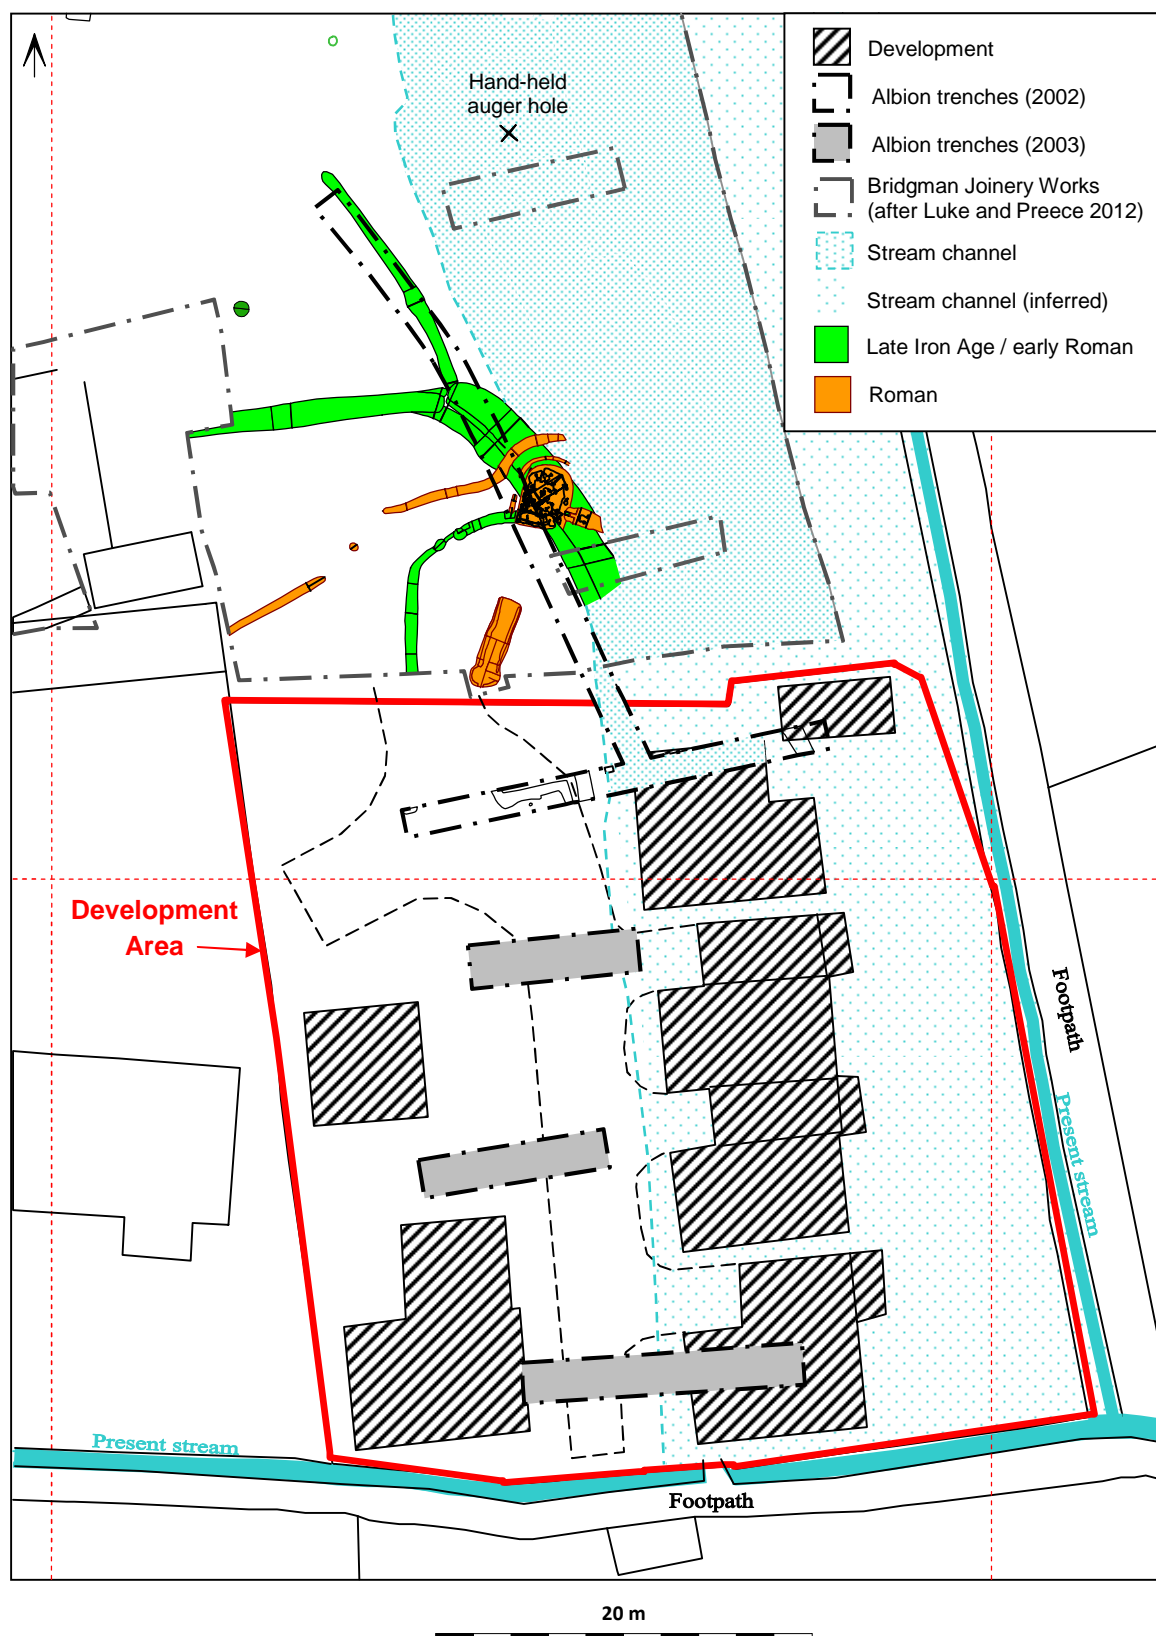 Hand-held
auger hole
Development
Albion trenches (2002)
Albion trenches (2003)
Bridgman Joinery Works
(after Luke and Preece 2012)
Stream channel
Stream channel (inferred)
Late Iron Age / early Roman
Roman
Development
Area
Footpath
Present stream
Present stream
Footpath
20 m